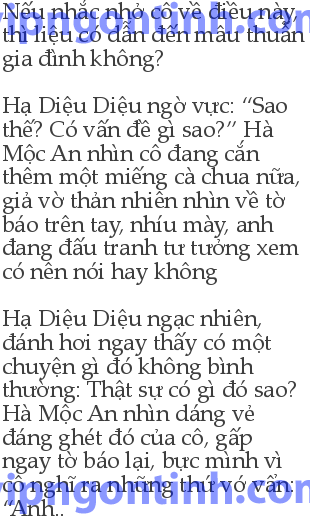 Nếu nhắc nhở cô về điều này,
thì liệu có dẫn đến mâu thuẫn
gia đình không?
Hạ Diệu Diệu ngờ vực: “Sao
thế? Có vấn đề gì sao?” Hà
Mộc An nhìn cô đang cắn
thêm một miếng cà chua nữa,
giả vờ thản nhiên nhìn về tờ
báo trên tay, nhíu mày, anh
đang đấu tranh tư tưởng xem
có nên nói hay không
Hạ Diệu Diệu ngạc nhiên,
đánh hơi ngay thấy có một
chuyện gì đó không bình
thường: Thật sự có gì đó sao?
Hà Mộc An nhìn dáng vẻ
đáng ghét đó của cô, gấp
ngay tờ báo lại, bực mình vì
cô nghĩ ra những thứ vớ vẩn:
“Anh..